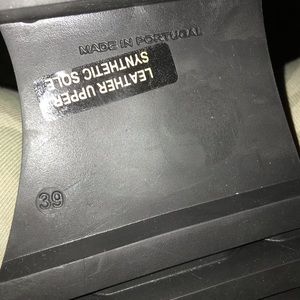 MADE IN PORTUGAL
LEATHER UPPER
SYNTHETIC SOLE
39